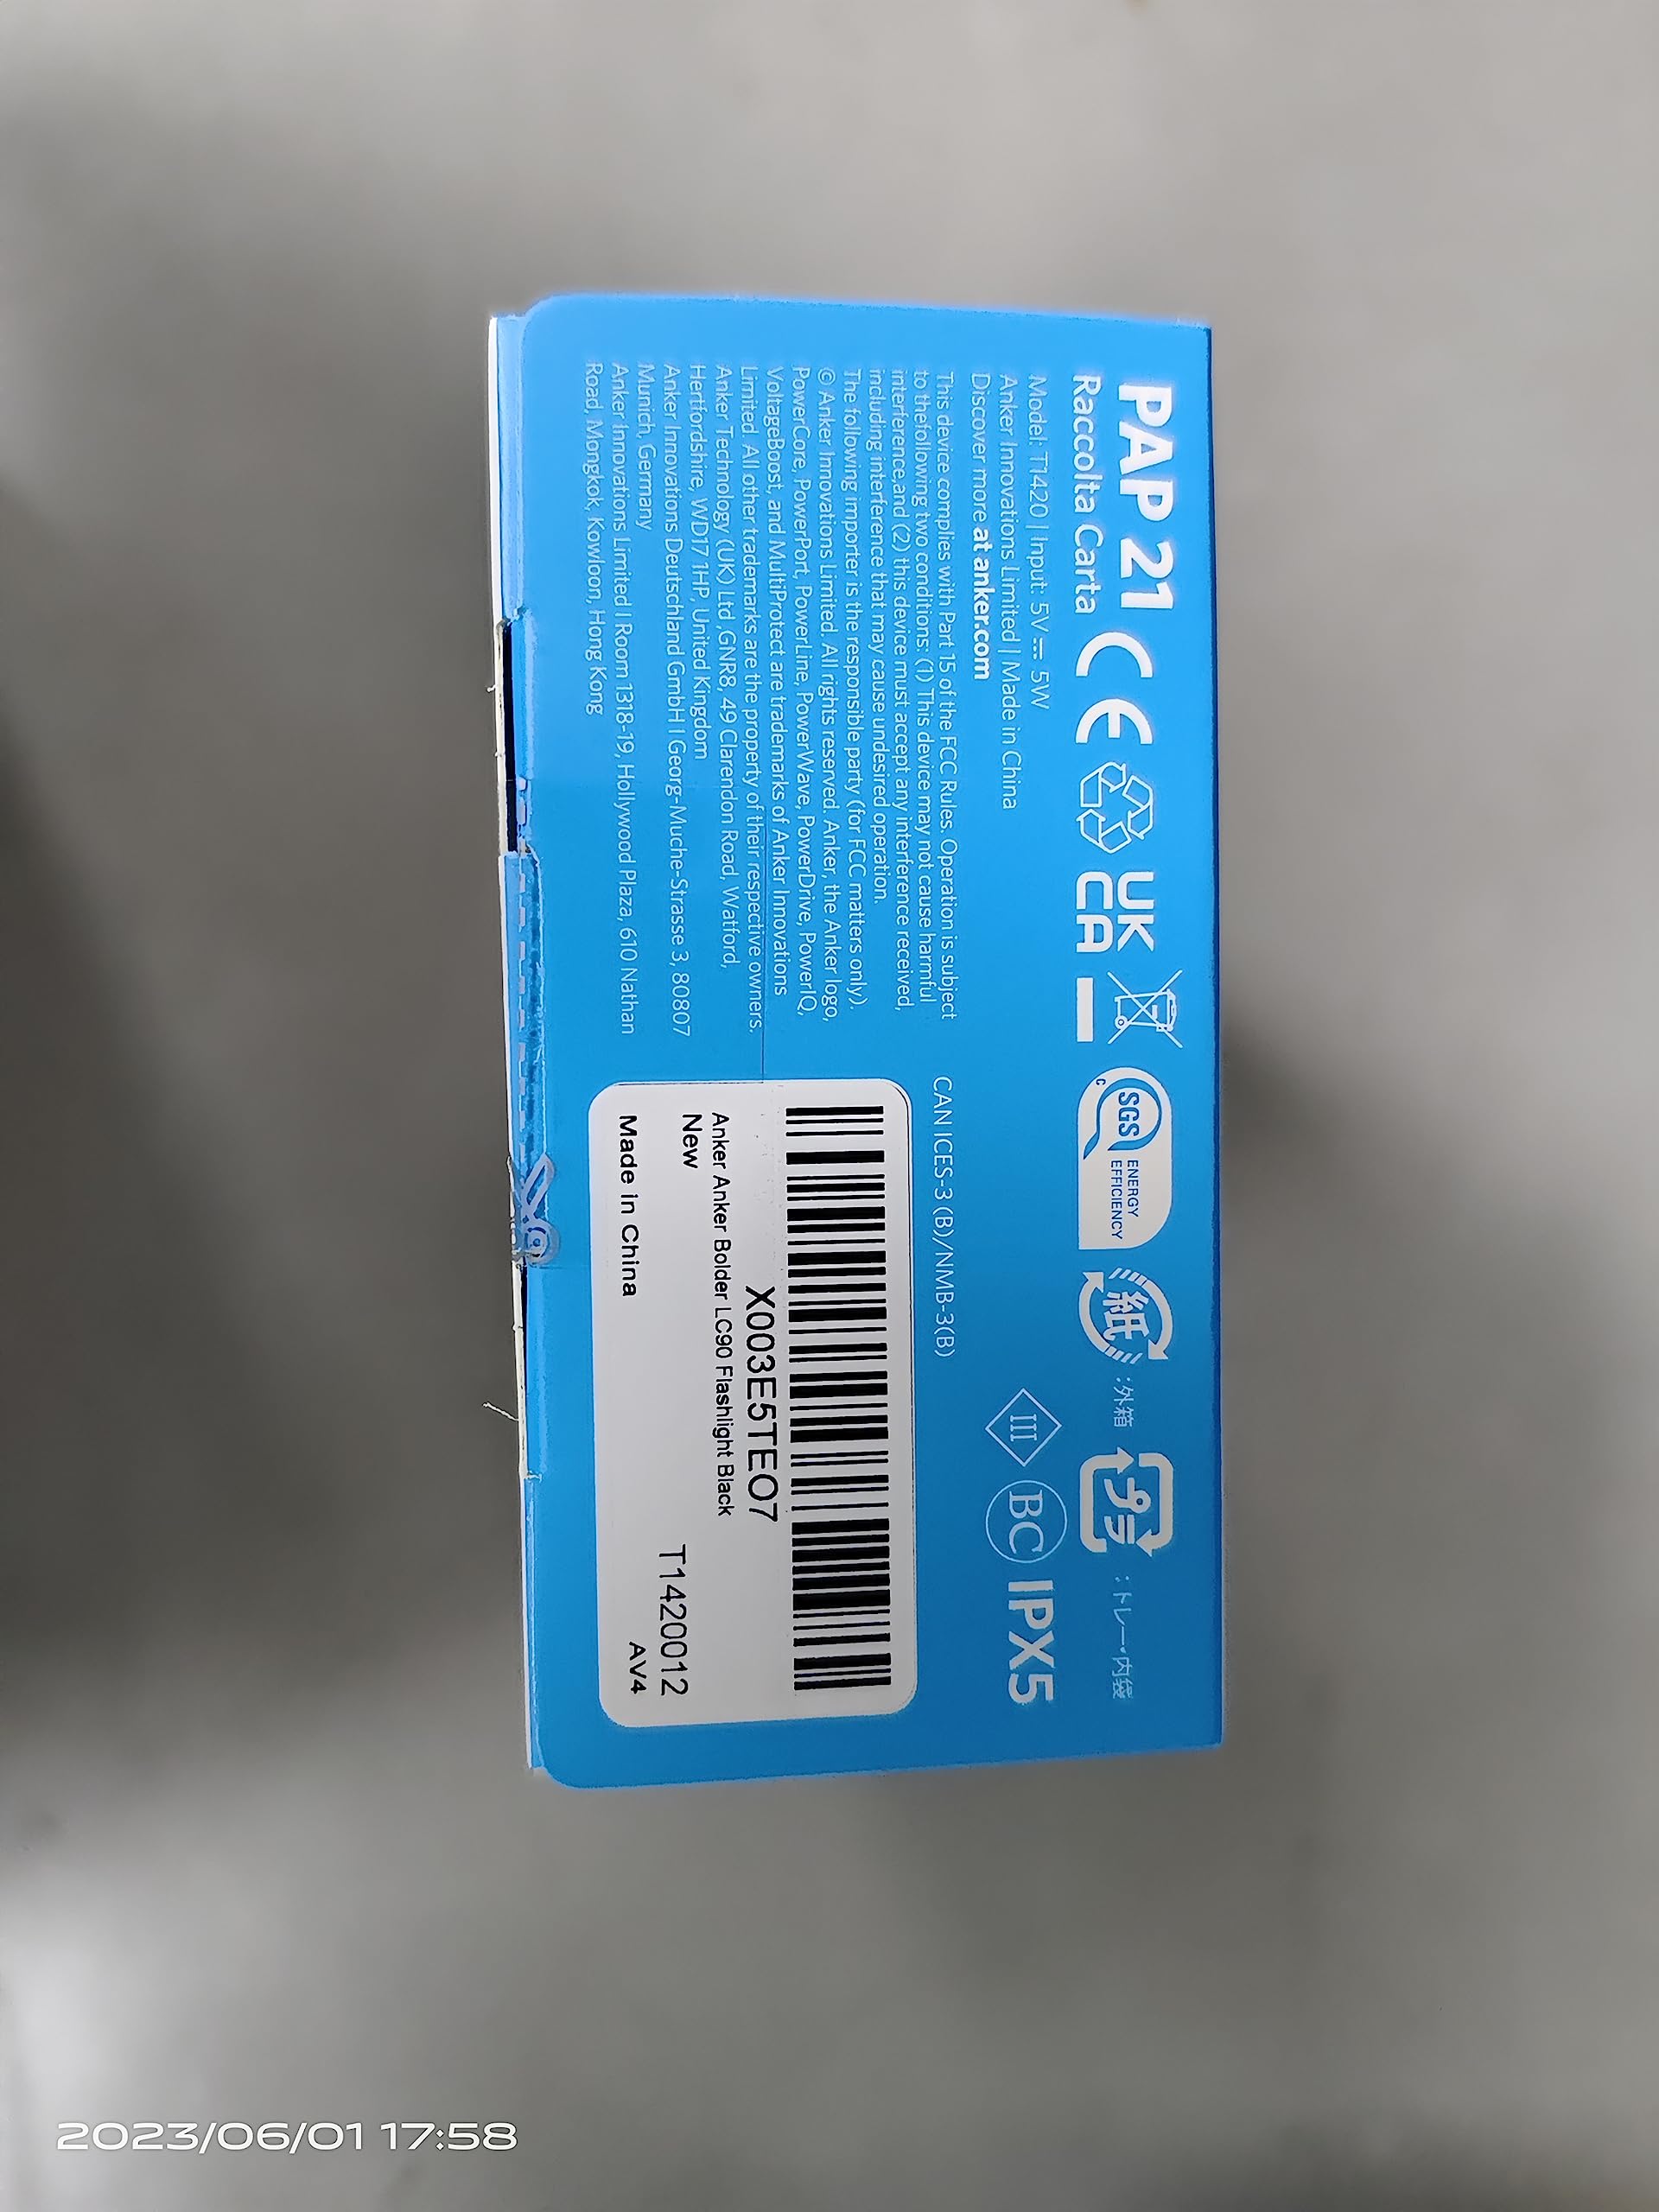 PAP 21
Raccolta Carta
CE
UK
CA
SGS
C
ENERGY
EFFICIENCY
紙
:外箱
プラ
:トレー・内袋
Model: T1420 | Input: 5V⎓5W
Anker Innovations Limited | Made in China
Discover more at anker.com
III
BC
IPX5
This device complies with Part 15 of the FCC Rules. Operation is subject
to thefollowing two conditions: (1) This device may not cause harmful
interference,and (2) this device must accept any interference received,
including interference that may cause undesired operation.
The following importer is the responsible party (for FCC matters only).
© Anker Innovations Limited. All rights reserved. Anker, the Anker logo,
PowerCore, PowerPort, PowerLine, PowerWave, PowerDrive, PowerIQ,
VoltageBoost, and MultiProtect are trademarks of Anker Innovations
Limited. All other trademarks are the property of their respective owners.
Anker Technology (UK) Ltd ,GNR8, 49 Clarendon Road, Watford,
Hertfordshire, WD17 1HP, United Kingdom
Anker Innovations Deutschland GmbH I Georg-Muche-Strasse 3, 80807
Munich, Germany
Anker Innovations Limited I Room 1318-19, Hollywood Plaza, 610 Nathan
Road, Mongkok, Kowloon, Hong Kong
CAN ICES-3 (B)/NMB-3(B)
X003E5TEO7
Anker Anker Bolder LC90 Flashlight Black
New
T1420012
Made in China
AV4
2023/06/01 17:58